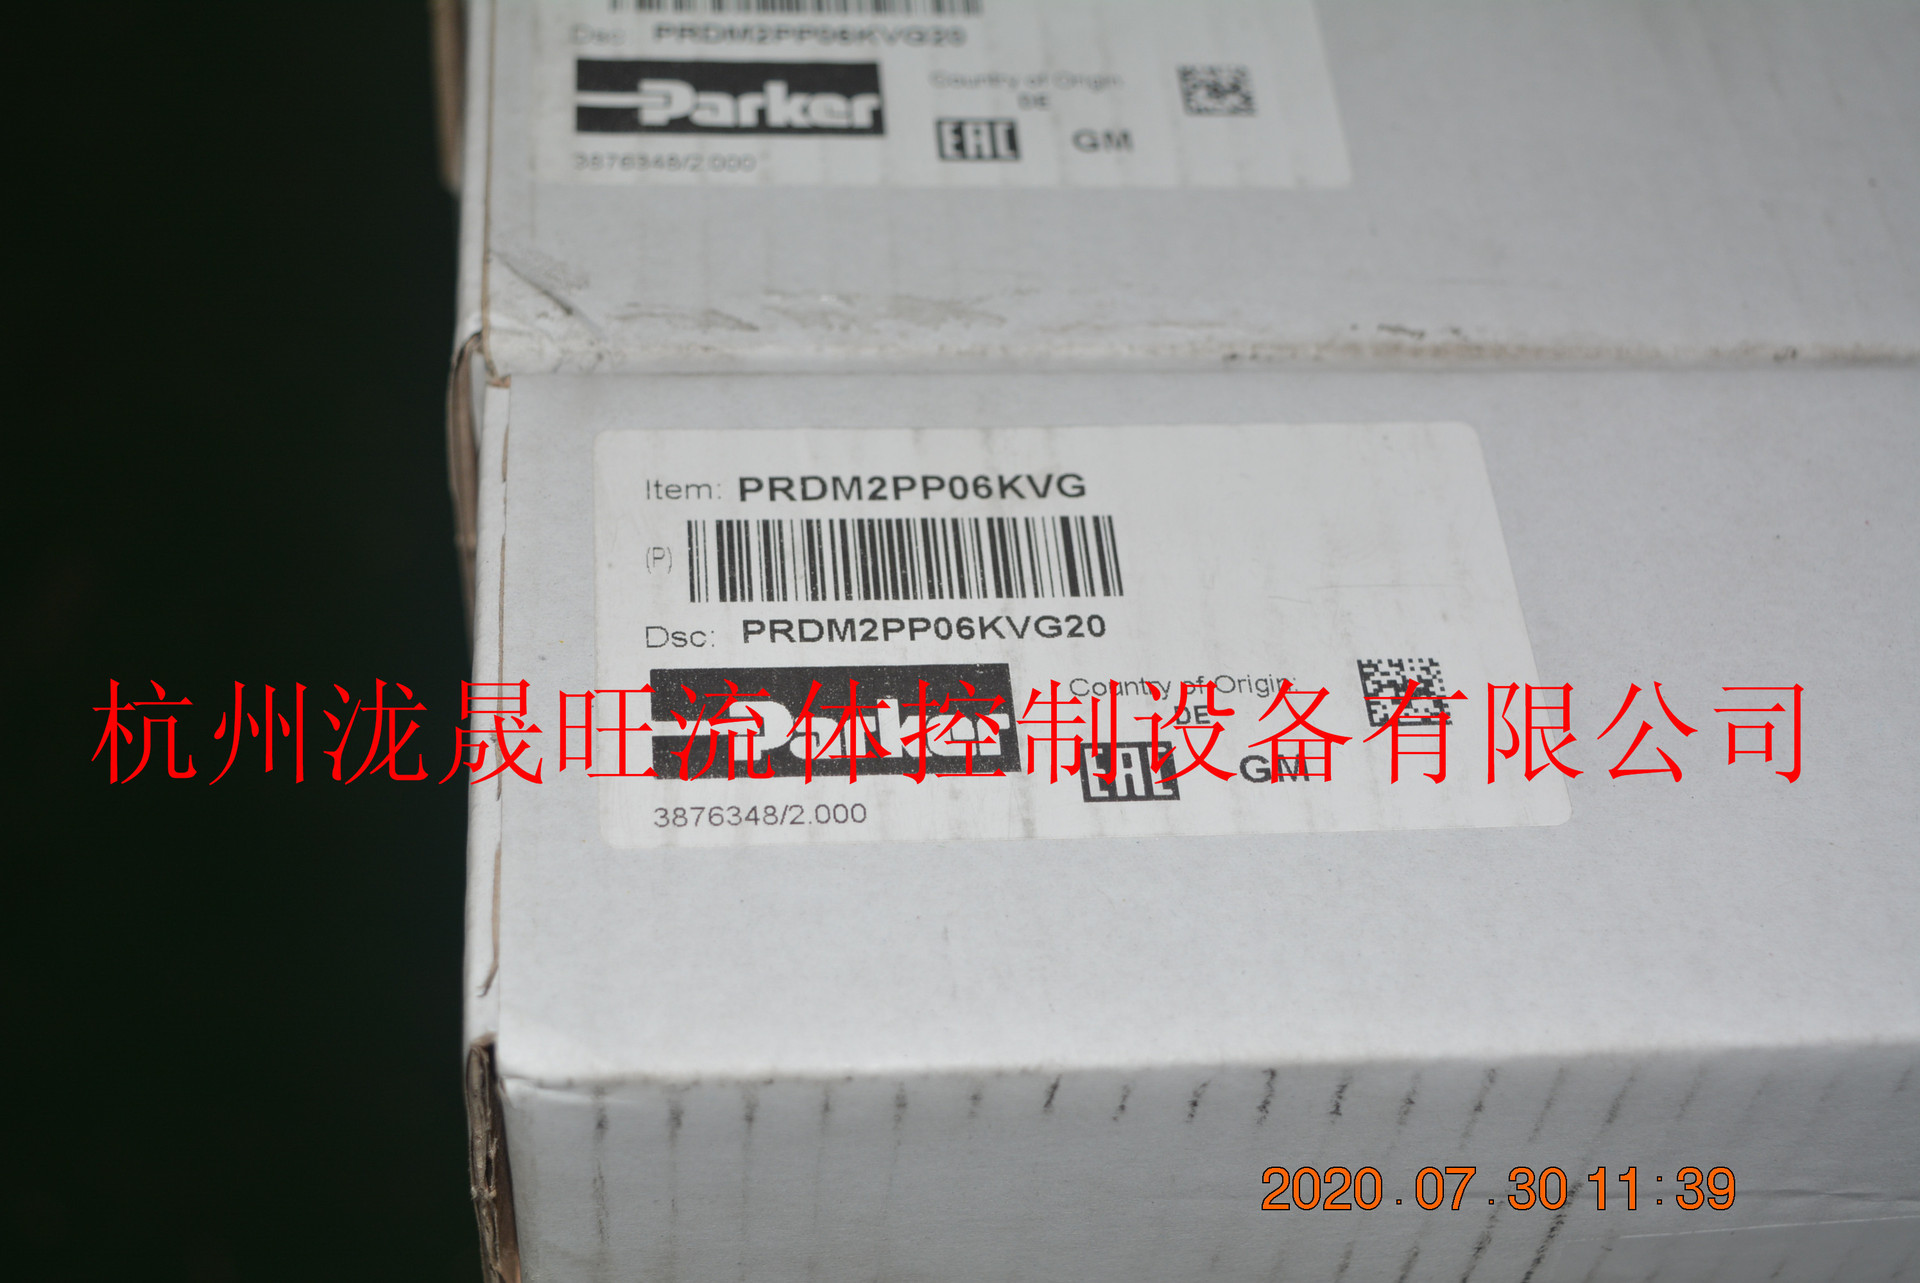 Dsc: PRDM2PP06KVG20
Parker
Country of Origin:
DE
EAC GM
3876348/2.000
Item: PRDM2PP06KVG
(P)
Dsc: PRDM2PP06KVG20
Parker
Country of Origin:
DE
EAC GM
3876348/2.000
杭州泷晟旺流体控制设备有限公司
2020.07.30 11:39